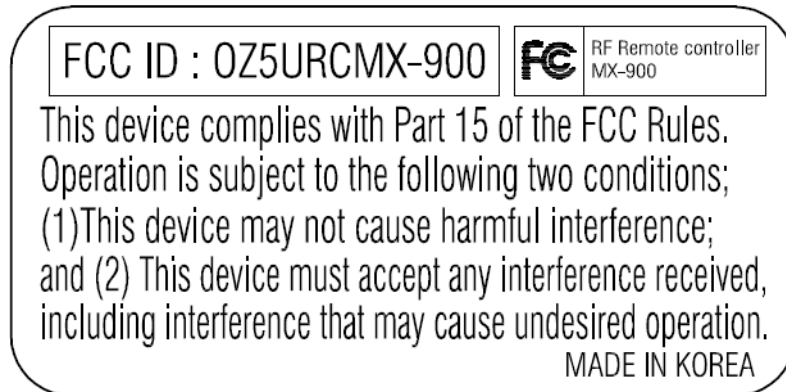 FCC ID : OZ5URCMX-900
FC RF Remote controller
MX-900
This device complies with Part 15 of the FCC Rules.
Operation is subject to the following two conditions;
(1)This device may not cause harmful interference;
and (2) This device must accept any interference received,
including interference that may cause undesired operation.
MADE IN KOREA